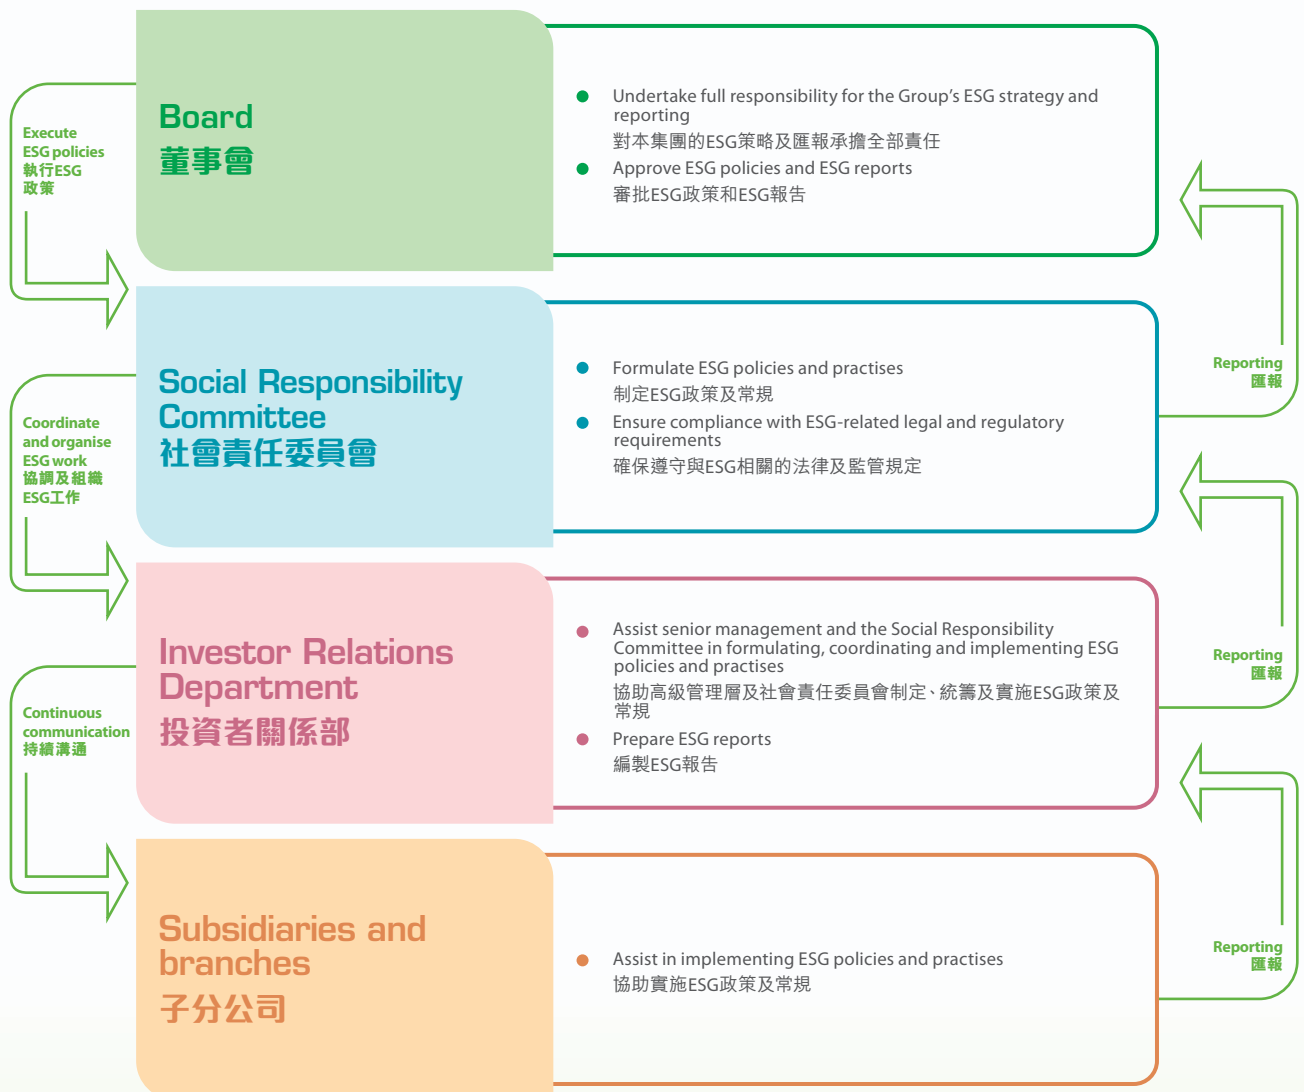 Execute
ESG policies
執行ESG
政策
Board
董事會
Undertake full responsibility for the Group's ESG strategy and
reporting
對本集團的ESG策略及匯報承擔全部責任
Approve ESG policies and ESG reports
審批ESG政策和ESG報告
Reporting
匯報
Coordinate
and organise
ESG work
協調及組織
ESG工作
Social Responsibility
Committee
社會責任委員會
Formulate ESG policies and practises
制定ESG政策及常規
Ensure compliance with ESG-related legal and regulatory
requirements
確保遵守與ESG相關的法律及監管規定
Reporting
匯報
Continuous
communication
持續溝通
Investor Relations
Department
投資者關係部
Assist senior management and the Social Responsibility
Committee in formulating, coordinating and implementing ESG
policies and practises
協助高級管理層及社會責任委員會制定、統籌及實施ESG政策及
常規
Prepare ESG reports
編製ESG報告
Reporting
匯報
Subsidiaries and
branches
子分公司
Assist in implementing ESG policies and practises
協助實施ESG政策及常規